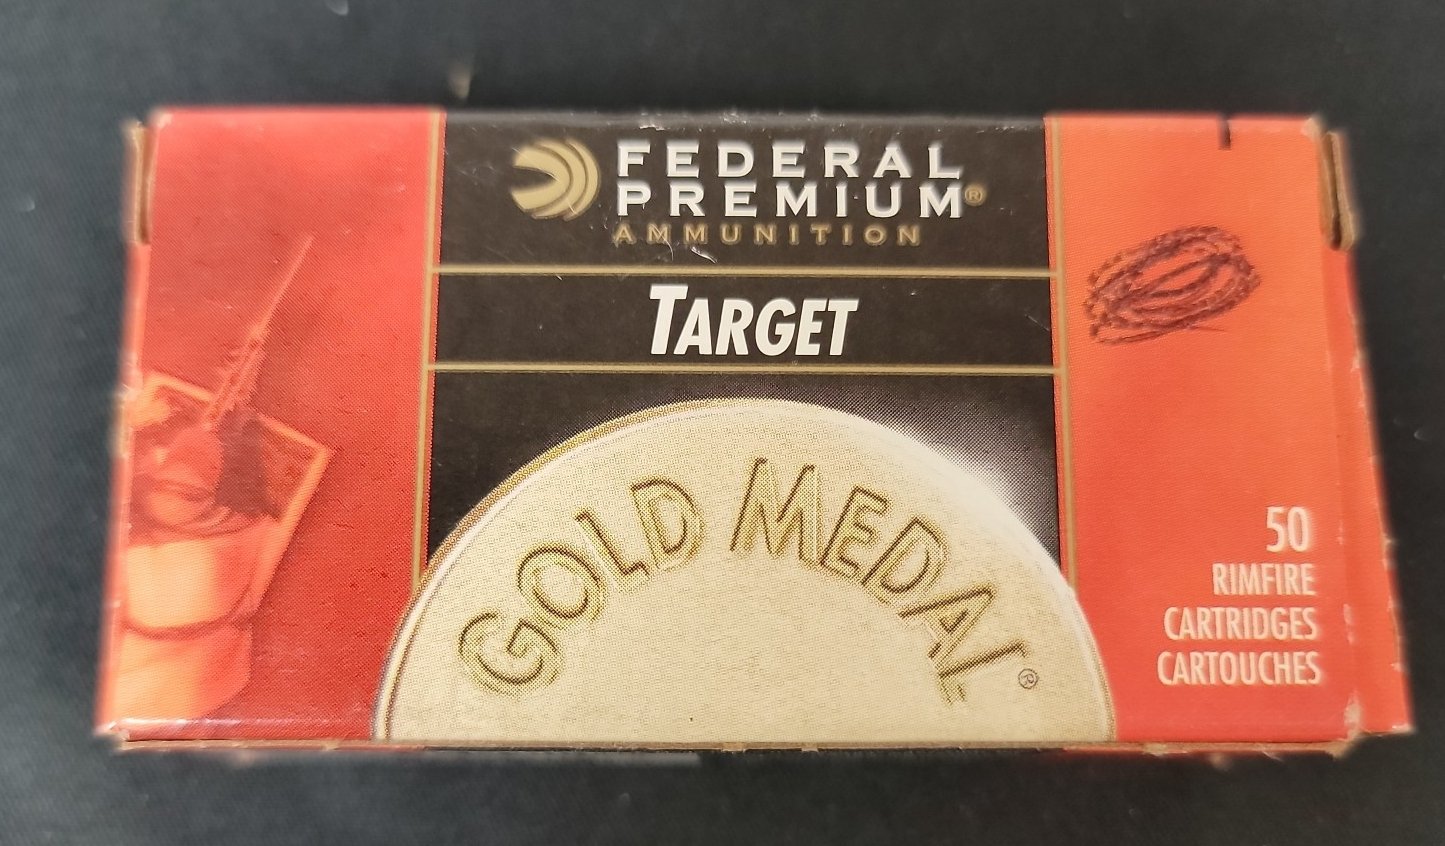 FEDERAL
PREMIUM®
AMMUNITION
TARGET
GOLD MEDAL®
50
RIMFIRE
CARTRIDGES
CARTOUCHES